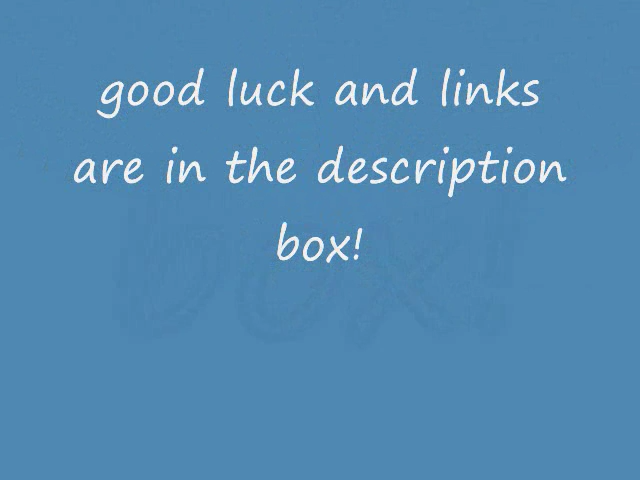 good luck and links
are in the description
box!